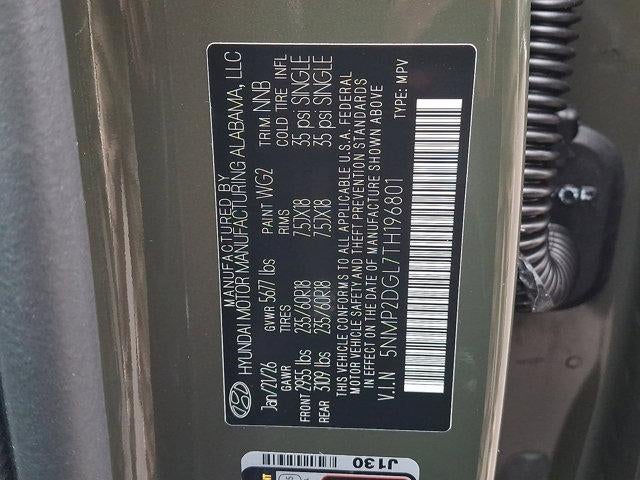 MANUFACTURED BY
HYUNDAI MOTOR MANUFACTURING ALABAMA, LLC
Jan/21/26 GVWR 5677 lbs PAINT WG2 TRIM NNB
GAWR TIRES RIMS COLD TIRE INFL
FRONT 2955 lbs 235/60R18 7.5JX18 35 psi SINGLE
REAR 3109 lbs 235/60R18 7.5JX18 35 psi SINGLE
THIS VEHICLE CONFORMS TO ALL APPLICABLE U.S.A. FEDERAL
MOTOR VEHICLE SAFETY AND THEFT PREVENTION STANDARDS
IN EFFECT ON THE DATE OF MANUFACTURE SHOWN ABOVE
V.I.N 5NMP2DGL7TH196801 TYPE: MPV
J130